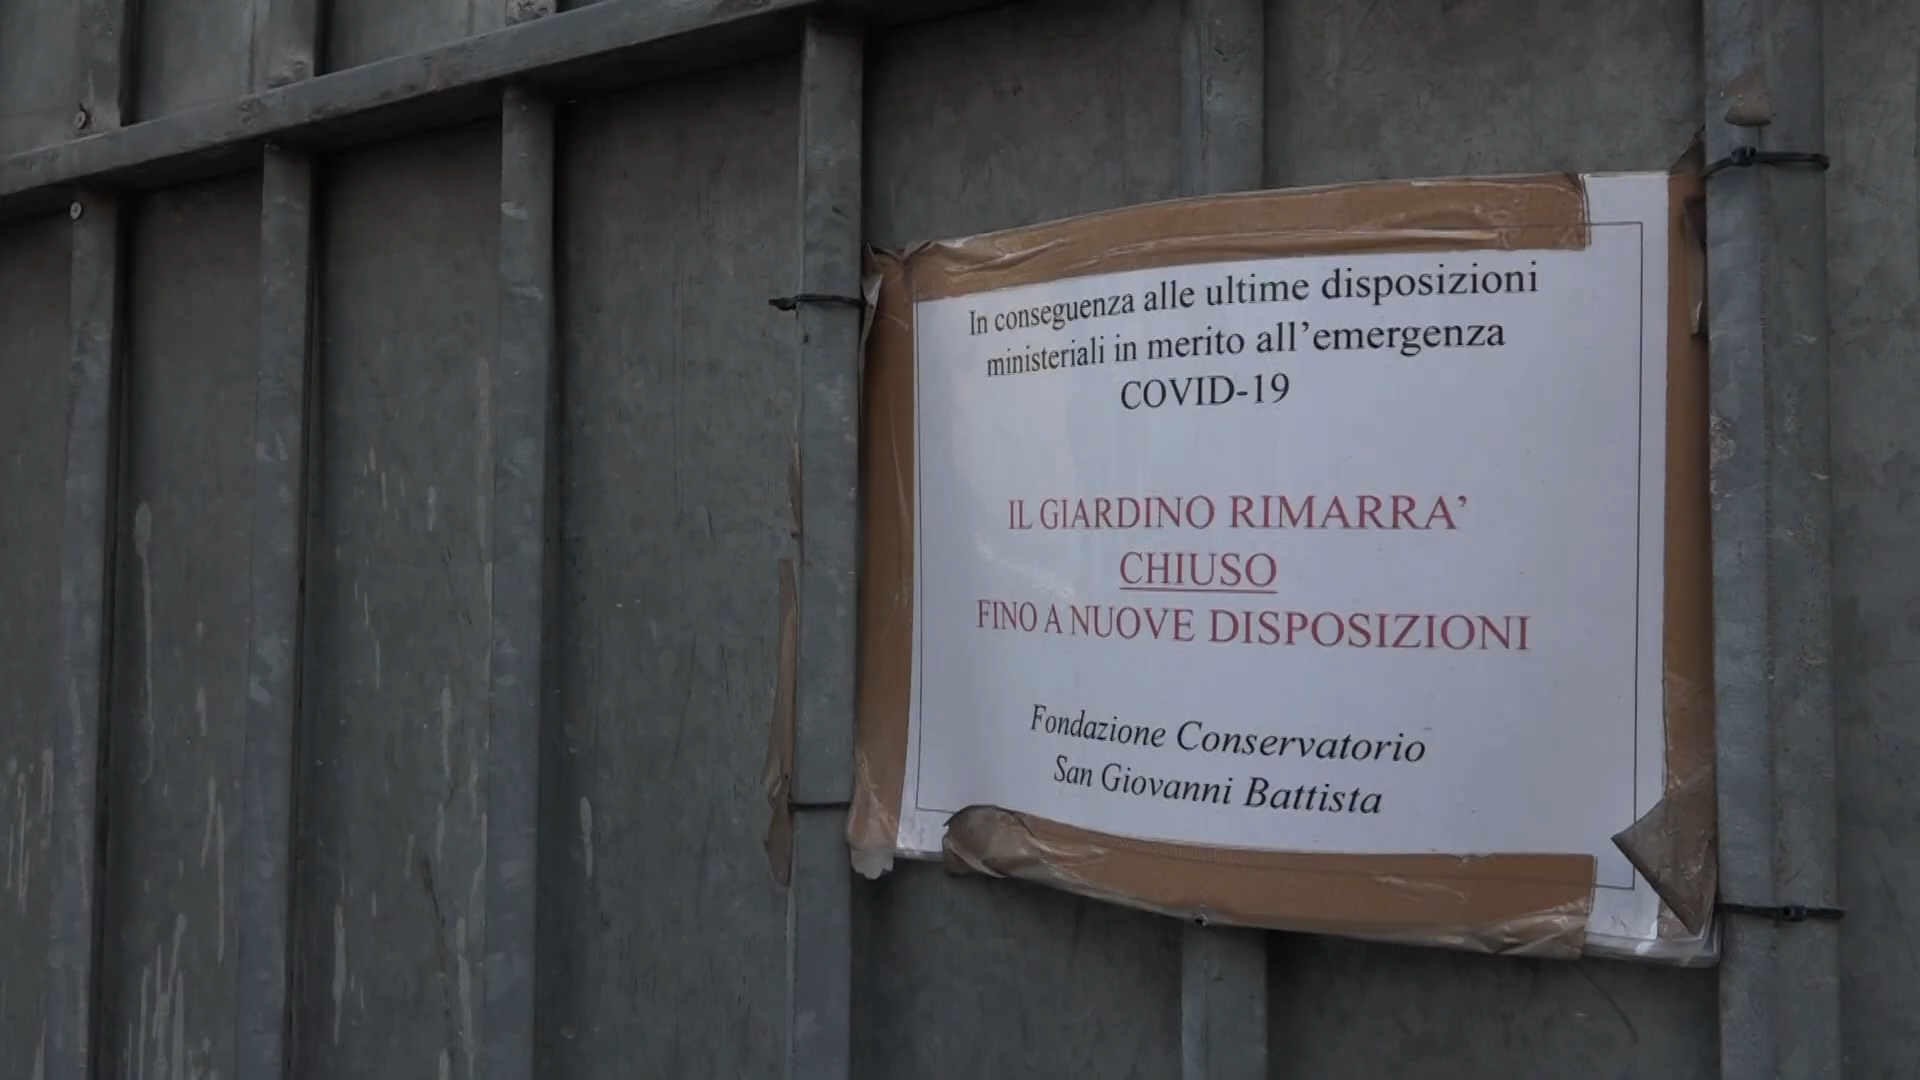 In conseguenza alle ultime disposizioni
ministeriali in merito all’emergenza
COVID-19
IL GIARDINO RIMARRA’
CHIUSO
FINO A NUOVE DISPOSIZIONI
Fondazione Conservatorio
San Giovanni Battista